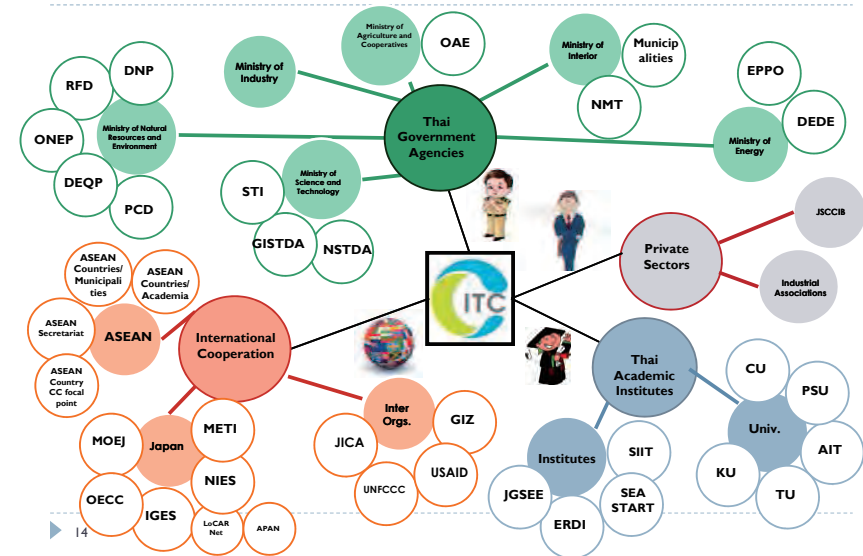 Ministry of
Agriculture and
Cooperatives
OAE
Ministry of
Interior
Municip
alities
NMT
Ministry of
Industry
DNP
RFD
ONEP
Ministry of Natural
Resources and
Environment
DEQP
PCD
Thai
Government
Agencies
EPPO
DEDE
Ministry of
Energy
STI
Ministry of
Science and
Technology
GISTDA
NSTDA
JSCCIB
Private
Sectors
Industrial
Associations
ITC
ASEAN
Countries/
Municipali
ties
ASEAN
Countries/
Academia
ASEAN
Secretariat
ASEAN
ASEAN
Country
CC focal
point
International
Cooperation
MOEJ
Japan
METI
NIES
OECC
IGES
LoCAR
Net
APAN
Inter
Orgs.
JICA
GIZ
UNFCCC
USAID
Thai
Academic
Institutes
Institutes
SIIT
JGSEE
SEA
START
ERDI
CU
PSU
Univ.
AIT
KU
TU
14